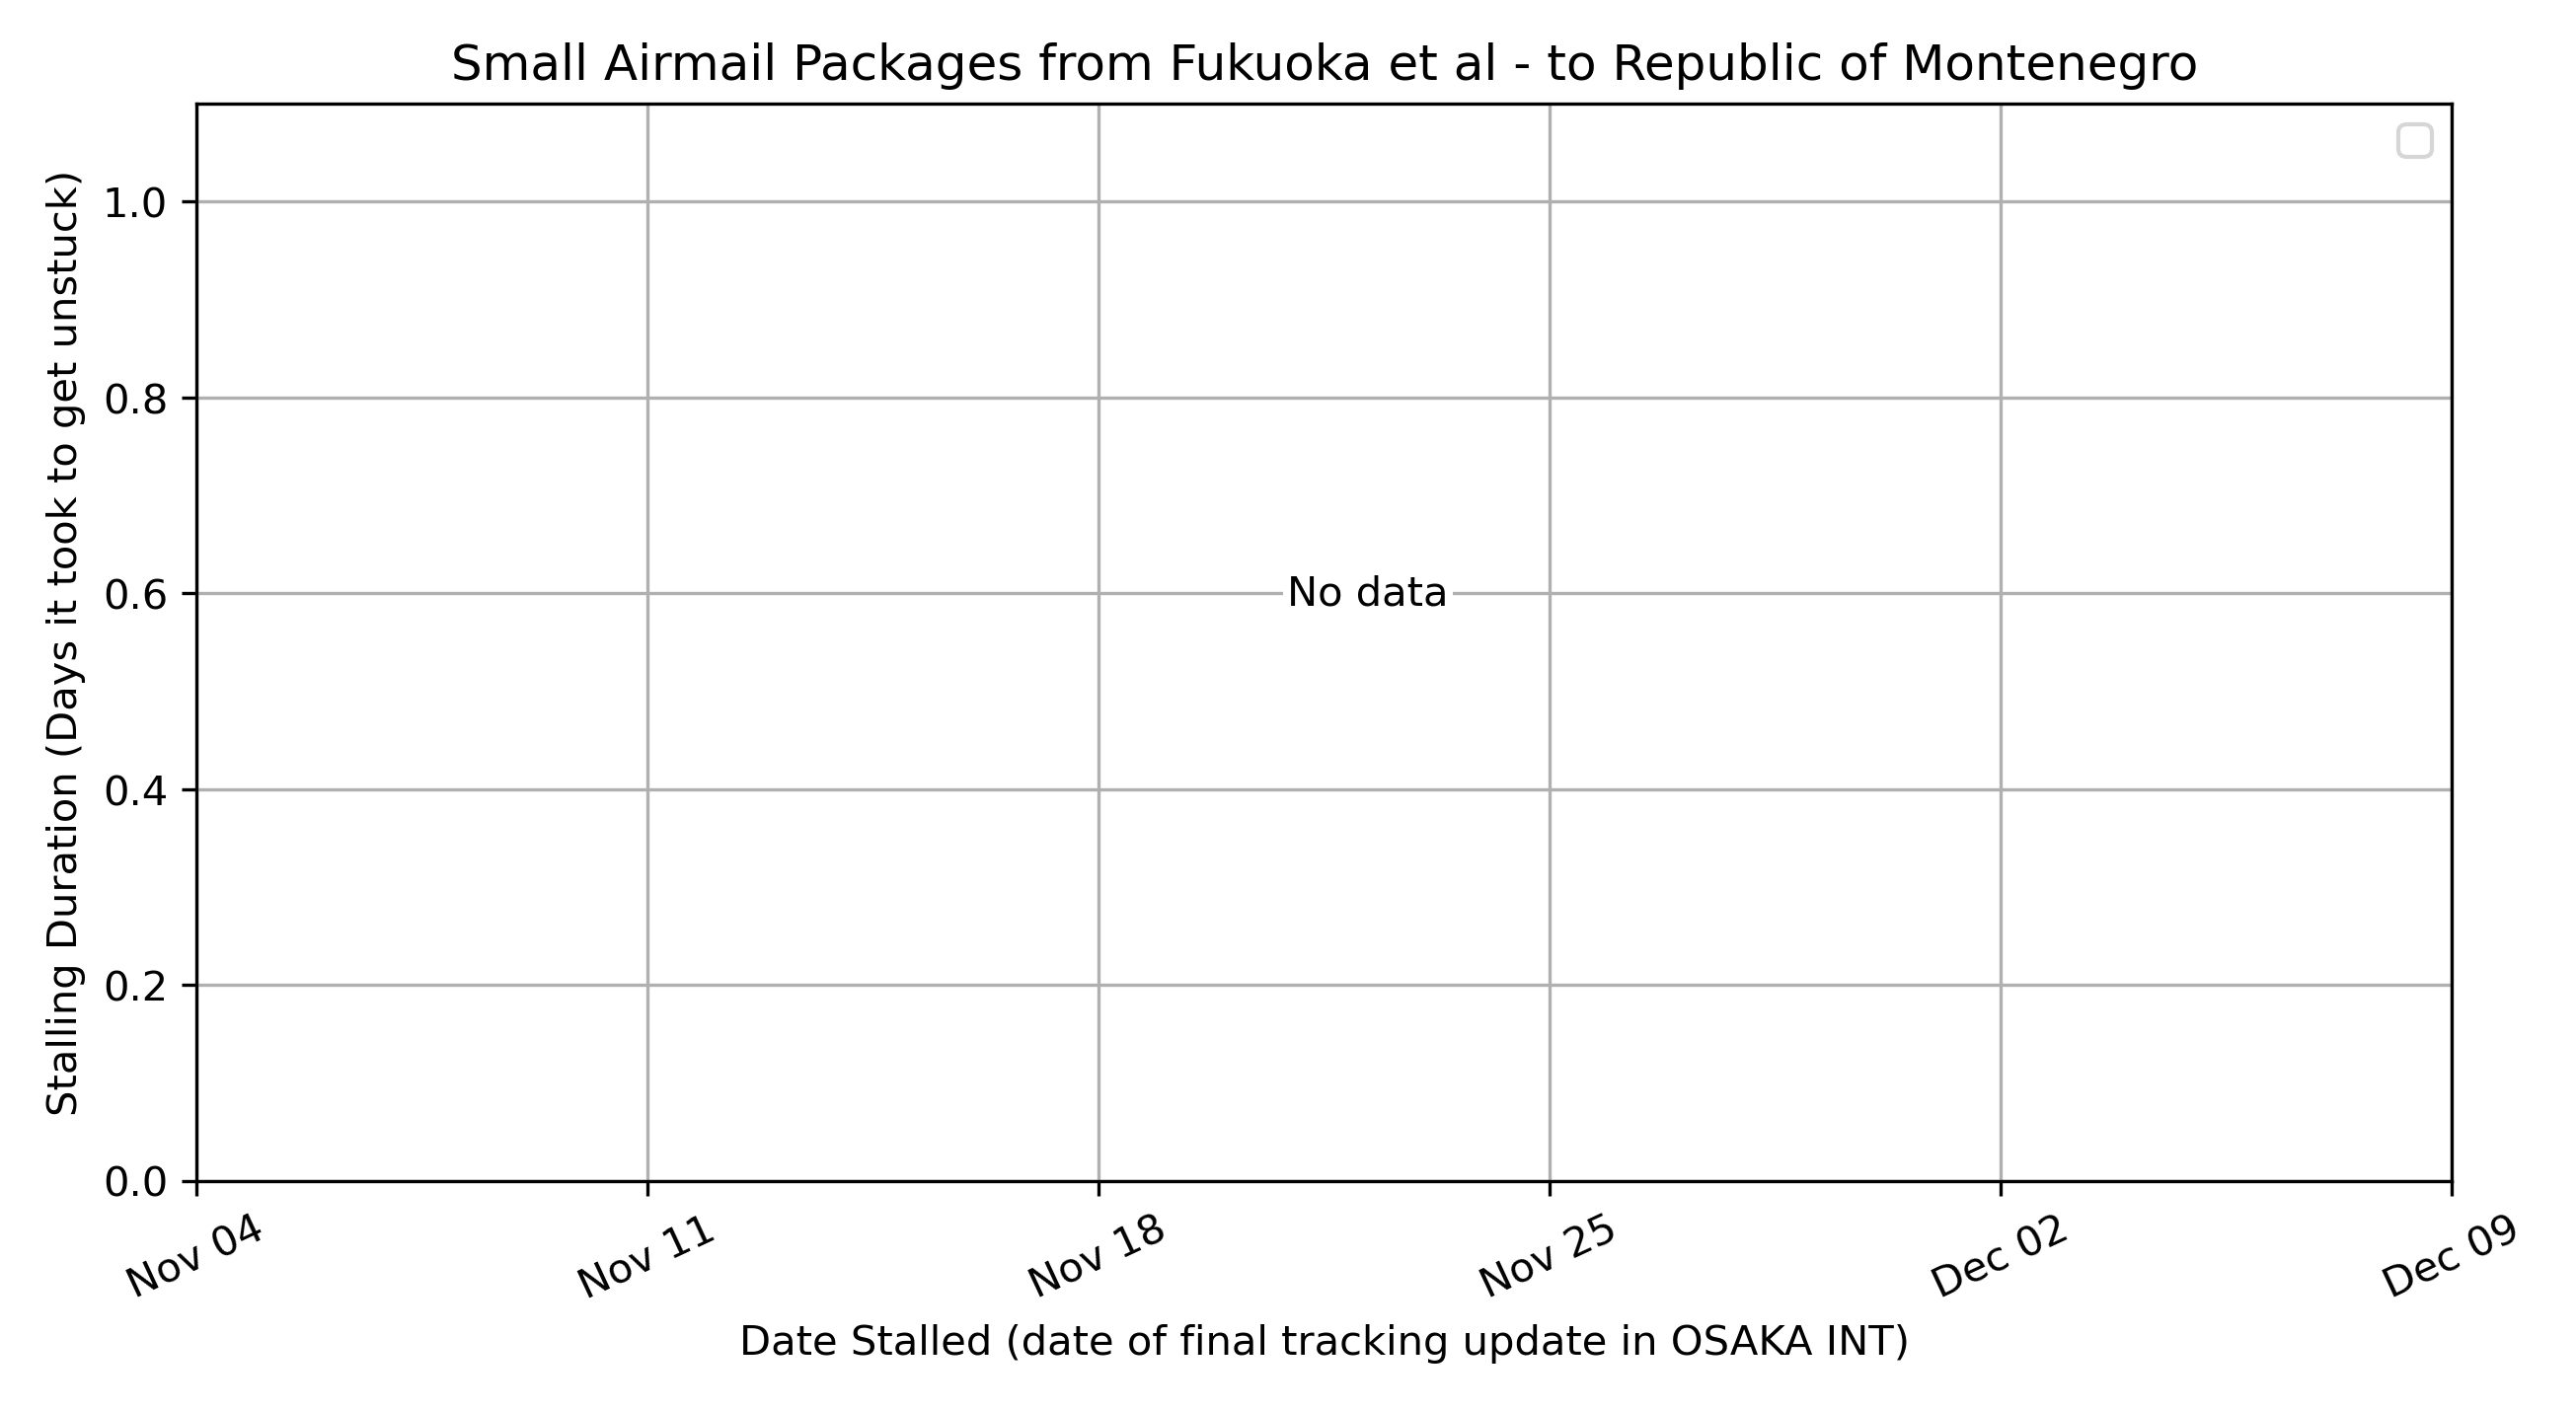 Small Airmail Packages from Fukuoka et al - to Republic of Montenegro
Stalling Duration (Days it took to get unstuck)
1.0
0.8
0.6
0.4
0.2
0.0
No data
Nov 04
Nov 11
Nov 18
Nov 25
Dec 02
Dec 09
Date Stalled (date of final tracking update in OSAKA INT)